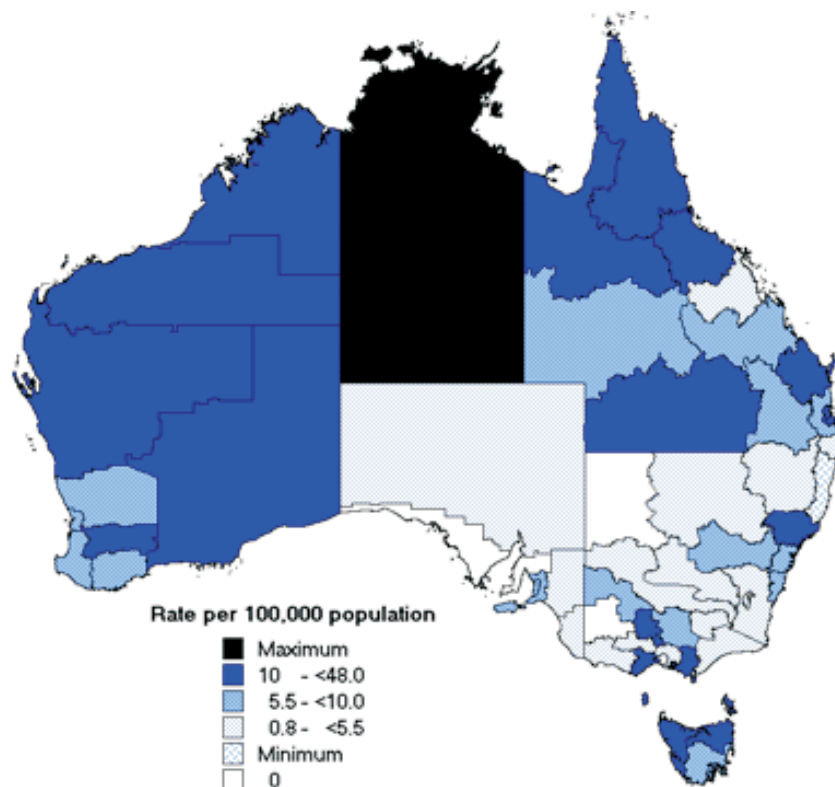 Rate per 100,000 population
Maximum
10 - <48.0
5.5 - <10.0
0.8 - <5.5
Minimum
0